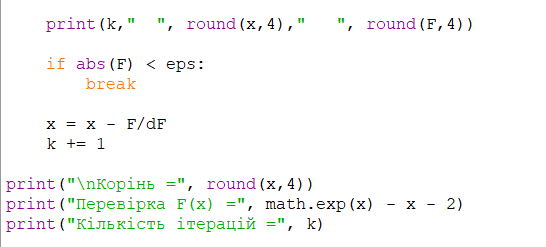 print(k,"  ", round(x,4),"   ", round(F,4))
if abs(F) < eps:
break
x = x - F/dF
k += 1
print("\nКорінь =", round(x,4))
print("Перевірка F(x) =", math.exp(x) - x - 2)
print("Кількість ітерацій =", k)